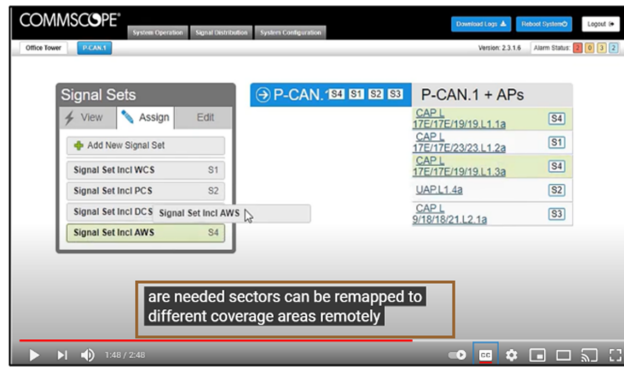 COMMSCOPE®
System Operation
Signal Distribution
System Configuration
Download Logs
Reboot System
Logout
Office Tower
P-CAN.1
Version: 2.3.1.6
Alarm Status: 2 0 3 2
Signal Sets
View
Assign
Edit
Add New Signal Set
Signal Set Incl WCS S1
Signal Set Incl PCS S2
Signal Set Incl DCS
Signal Set Incl AWS
Signal Set Incl AWS S4
P-CAN.1 S4 S1 S2 S3
P-CAN.1 + APs
CAP L
17E/17E/19/19.L1.1a S4
CAP L
17E/17E/23/23.L1.2a S1
CAP L
17E/17E/19/19.L1.3a S4
UAP.L1.4a S2
CAP L
9/18/18/21.L2.1a S3
are needed sectors can be remapped to
different coverage areas remotely
1:48 / 2:48
CC